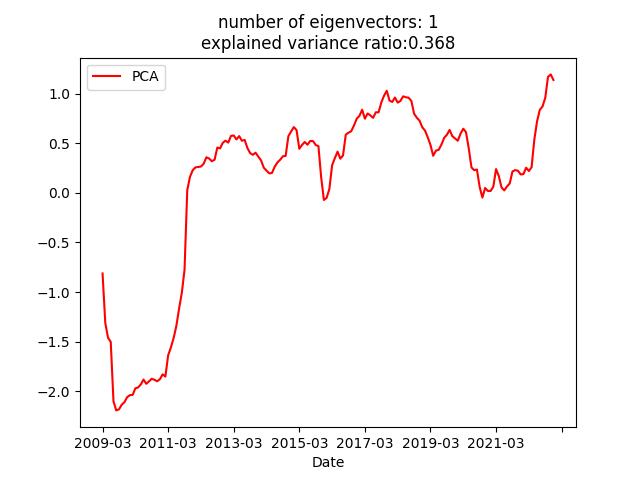 number of eigenvectors: 1
explained variance ratio:0.368
PCA
1.0
0.5
0.0
−0.5
−1.0
−1.5
−2.0
2009-03 2011-03 2013-03 2015-03 2017-03 2019-03 2021-03
Date